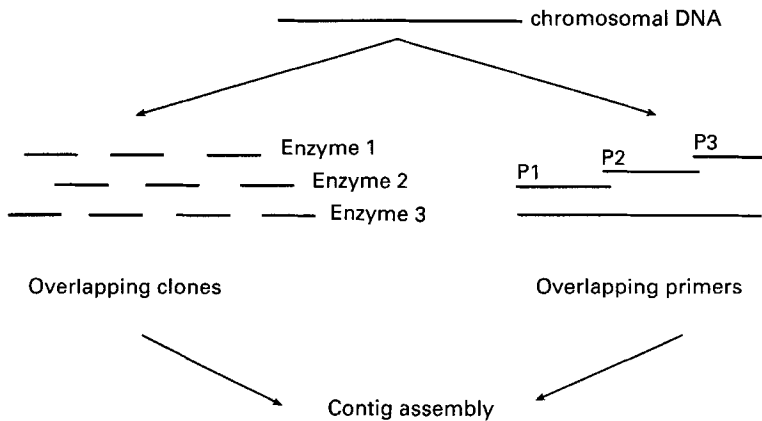 chromosomal DNA
Enzyme 1
Enzyme 2
Enzyme 3
P1
P2
P3
Overlapping clones
Overlapping primers
Contig assembly